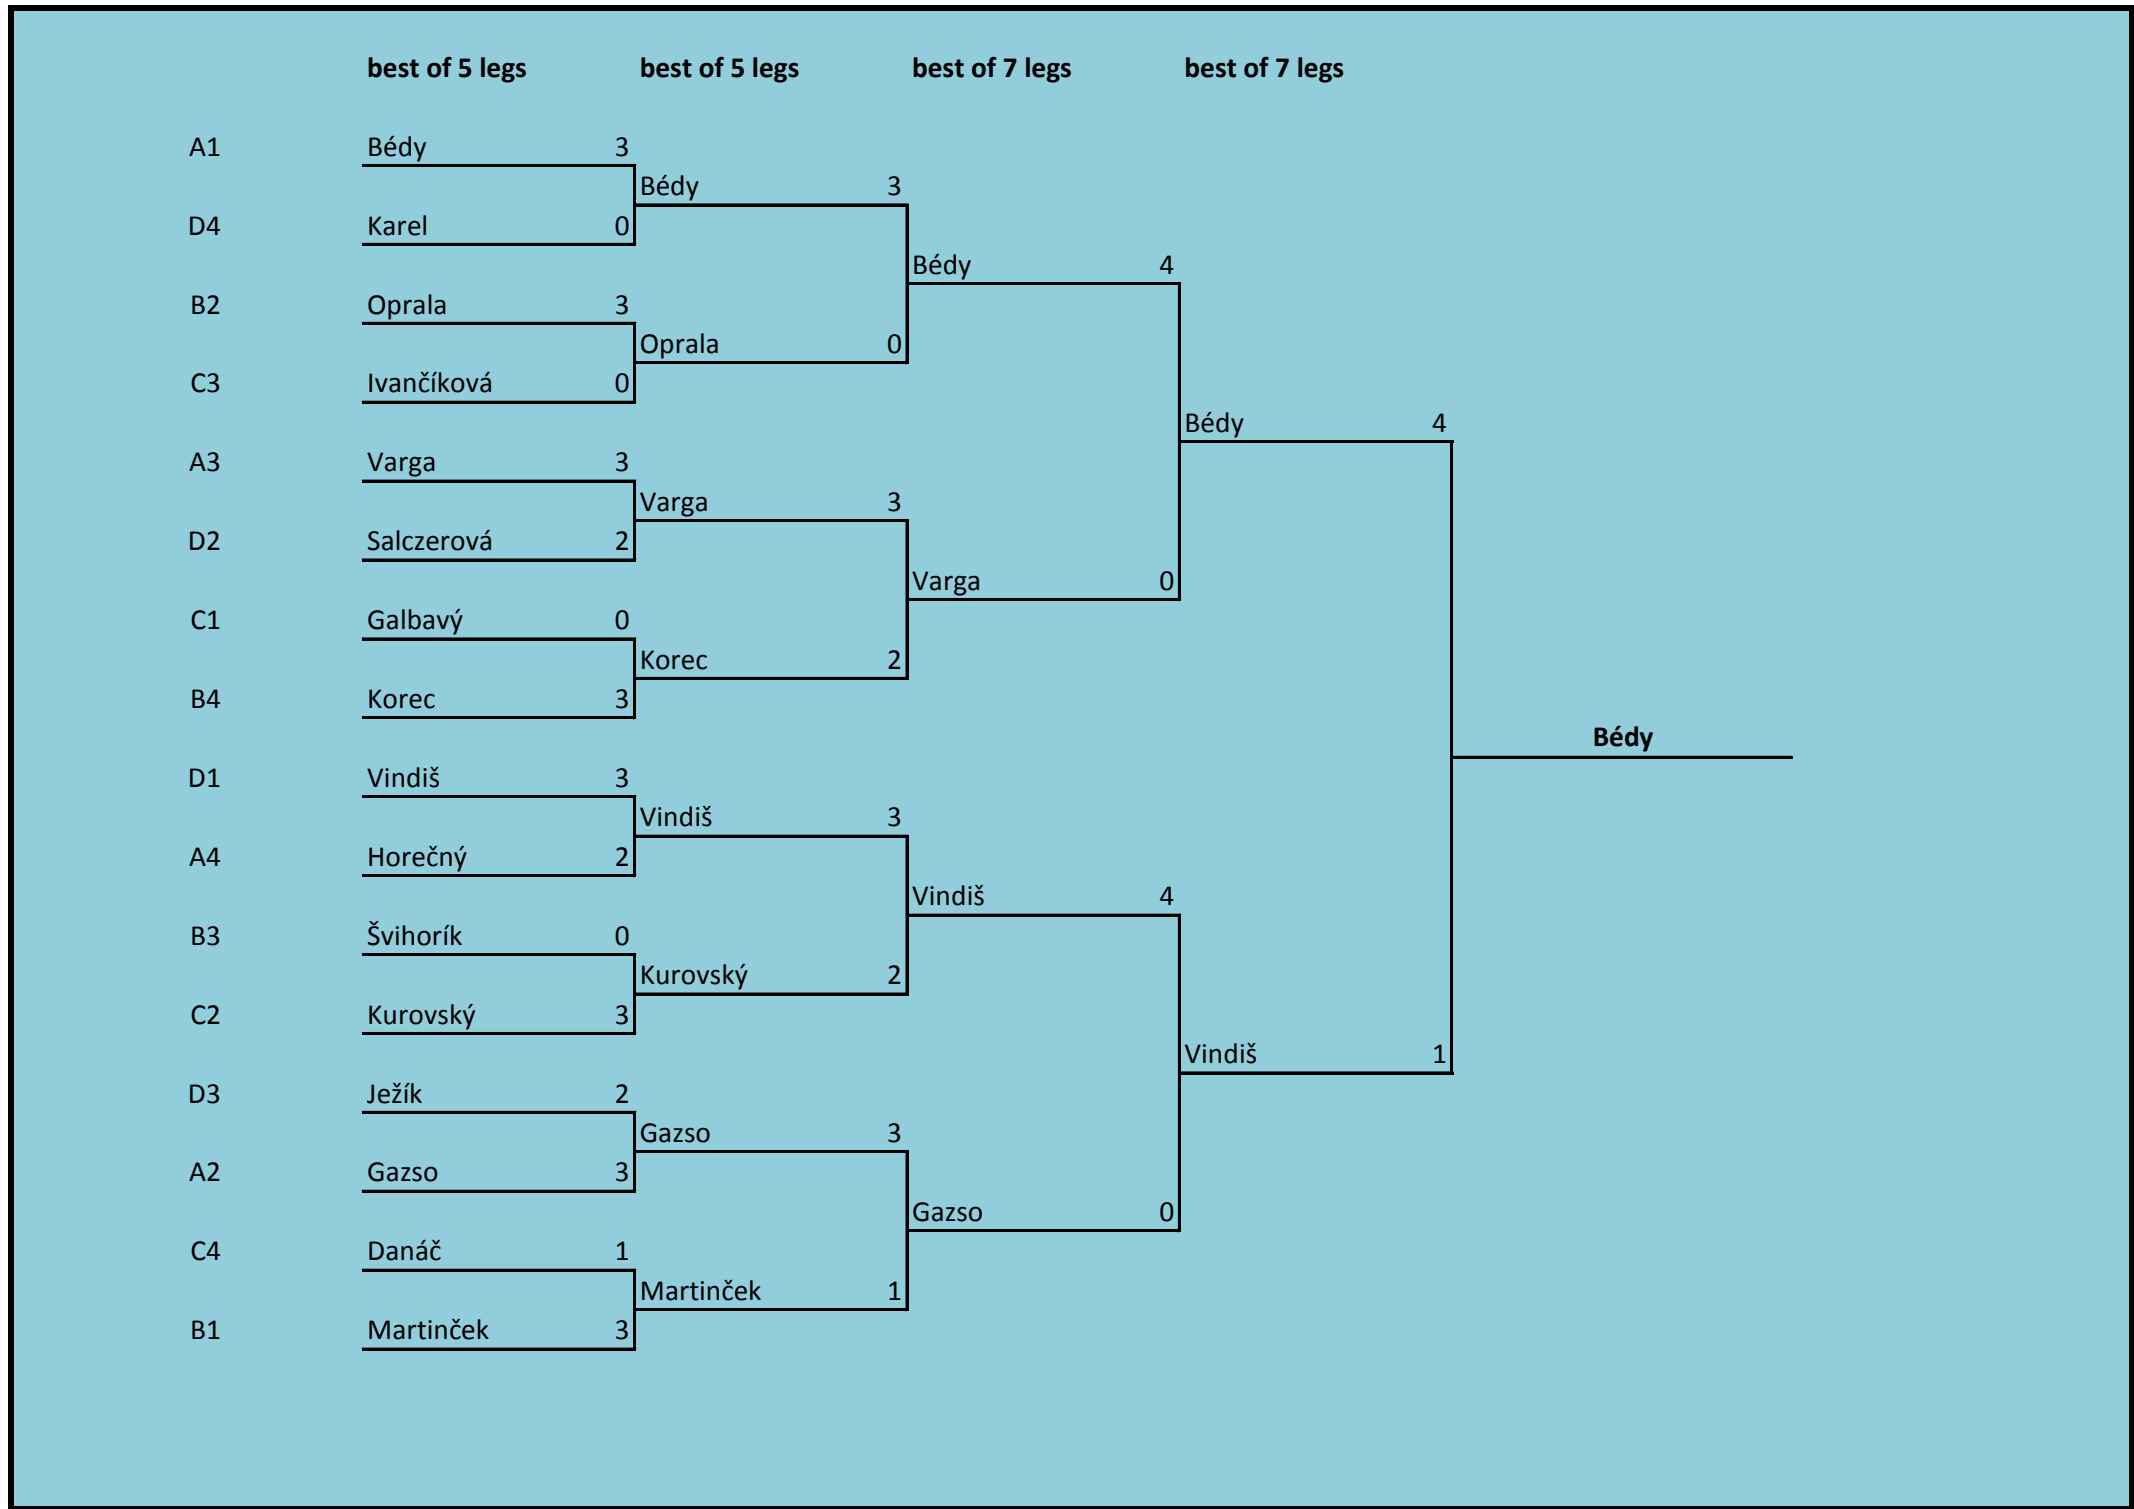 best of 5 legs best of 5 legs best of 7 legs best of 7 legs
A1 Bédy 3
Bédy 3
D4 Karel 0
Bédy 4
B2 Oprala 3
Oprala 0
C3 Ivančíková 0
Bédy 4
A3 Varga 3
Varga 3
D2 Salczerová 2
Varga 0
C1 Galbavý 0
Korec 2
B4 Korec 3
Bédy
D1 Vindiš 3
Vindiš 3
A4 Horečný 2
Vindiš 4
B3 Švihorík 0
Kurovský 2
C2 Kurovský 3
Vindiš 1
D3 Ježík 2
Gazso 3
A2 Gazso 3
Gazso 0
C4 Danáč 1
Martinček 1
B1 Martinček 3